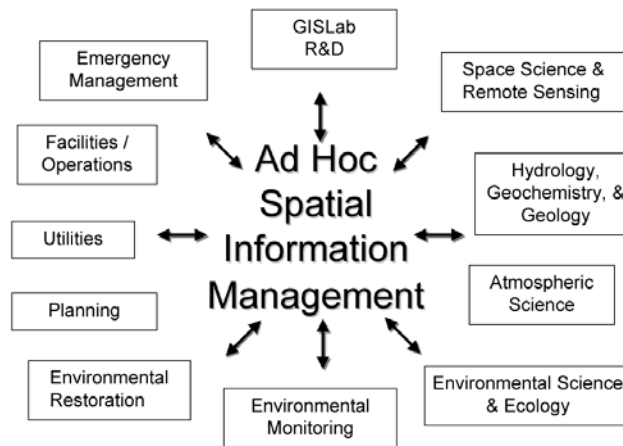 GISLab
R&D
Emergency
Management
Space Science &
Remote Sensing
Facilities /
Operations
Ad Hoc
Spatial
Information
Management
Hydrology,
Geochemistry, &
Geology
Utilities
Atmospheric
Science
Planning
Environmental
Restoration
Environmental
Monitoring
Environmental Science
& Ecology